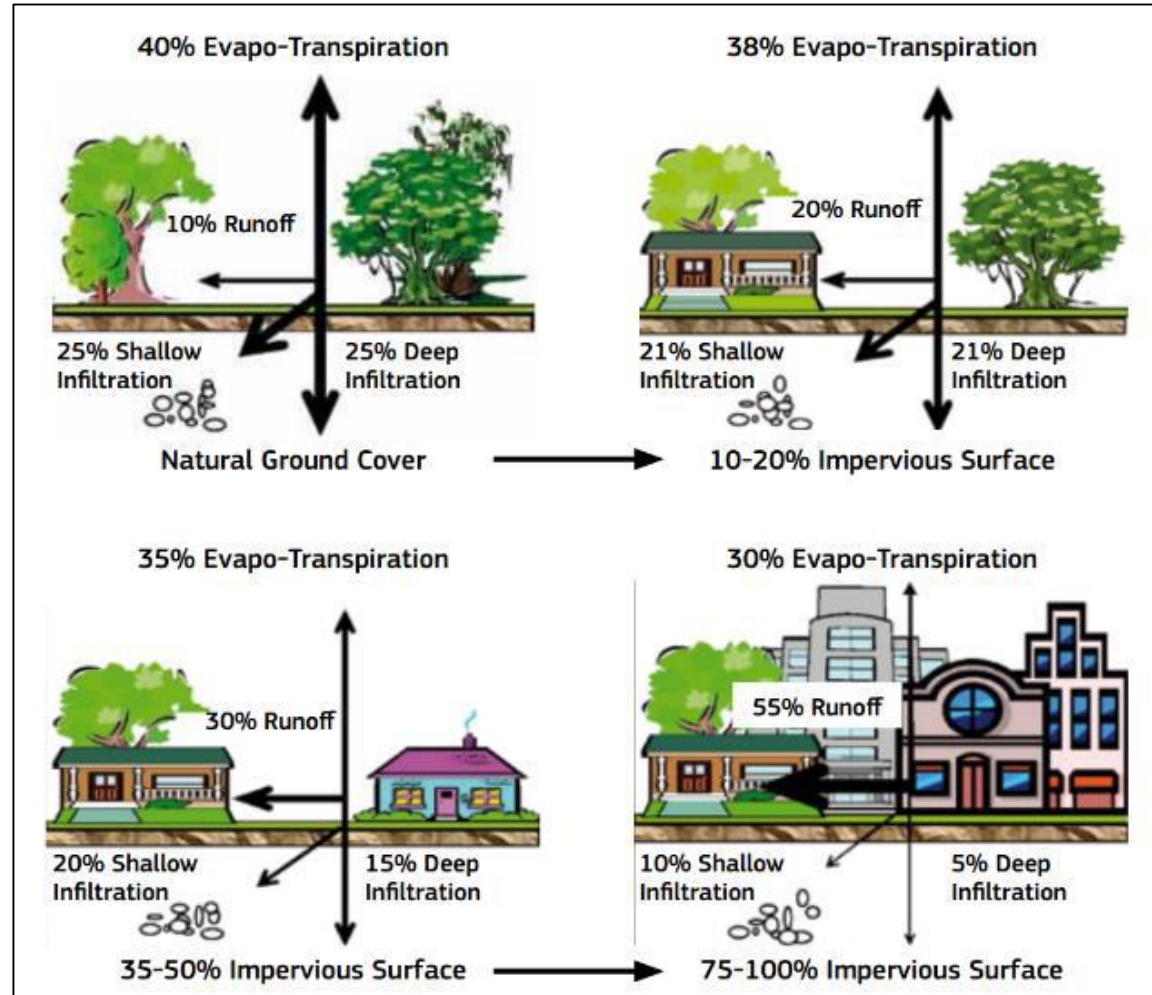 40% Evapo-Transpiration
10% Runoff
25% Shallow
Infiltration
25% Deep
Infiltration
Natural Ground Cover
38% Evapo-Transpiration
20% Runoff
21% Shallow
Infiltration
21% Deep
Infiltration
10-20% Impervious Surface
35% Evapo-Transpiration
30% Runoff
20% Shallow
Infiltration
15% Deep
Infiltration
35-50% Impervious Surface
30% Evapo-Transpiration
55% Runoff
10% Shallow
Infiltration
5% Deep
Infiltration
75-100% Impervious Surface